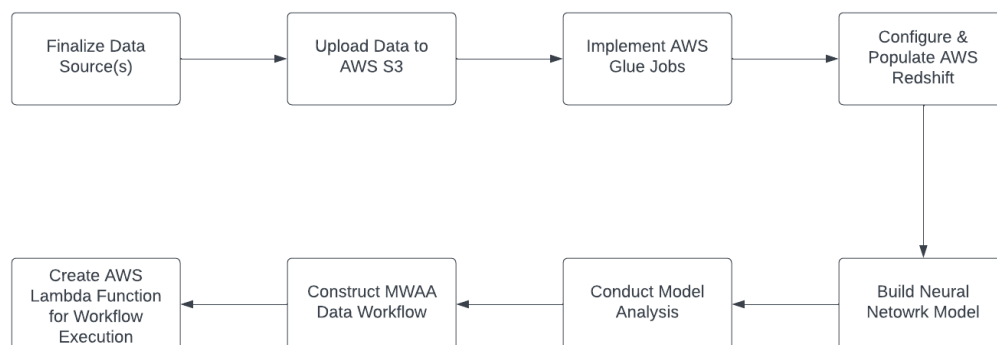 Finalize Data
Source(s)
Upload Data to
AWS S3
Implement AWS
Glue Jobs
Configure &
Populate AWS
Redshift
Create AWS
Lambda Function
for Workflow
Execution
Construct MWAA
Data Workflow
Conduct Model
Analysis
Build Neural
Netowrk Model